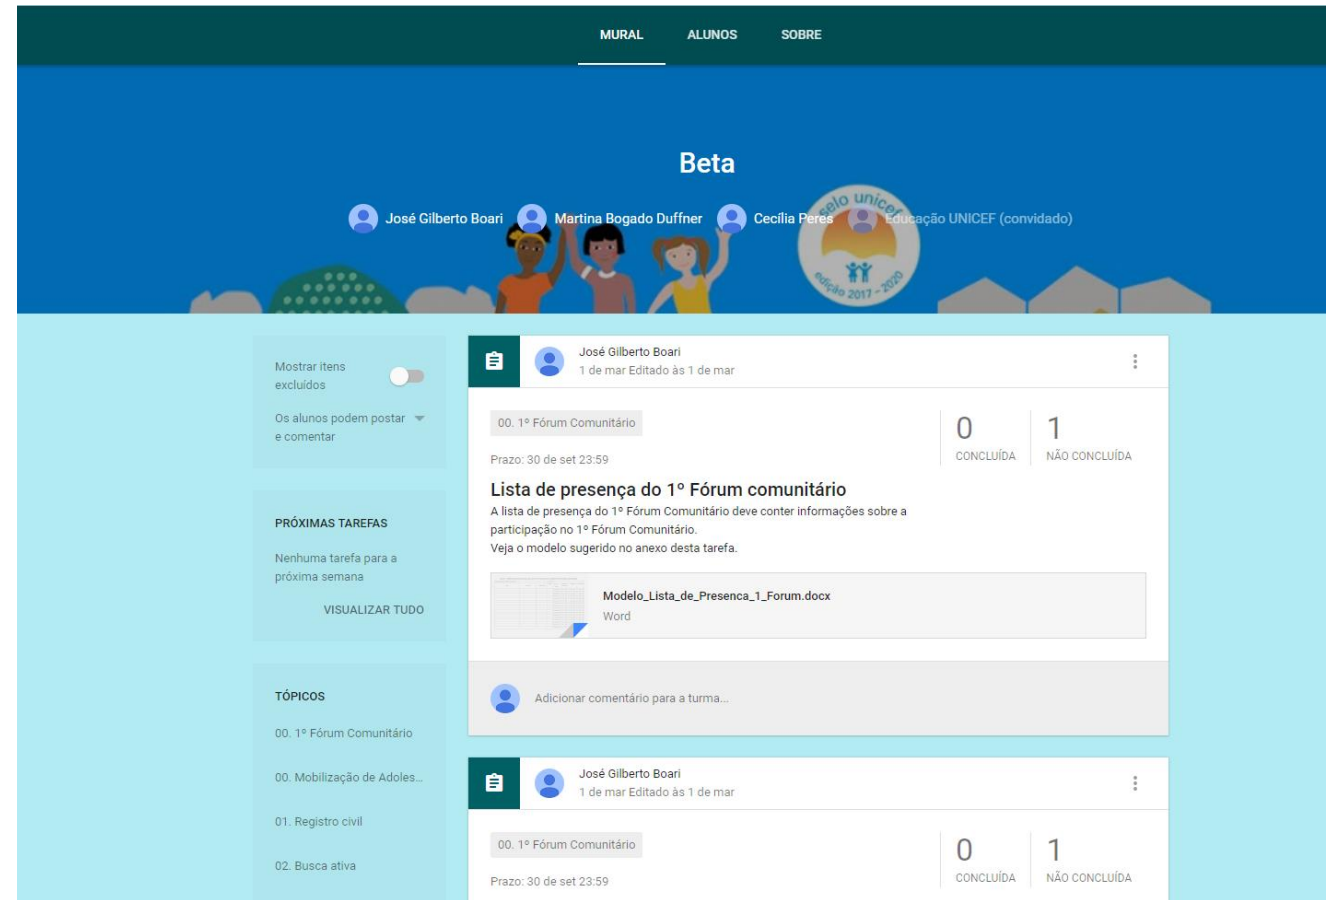 MURAL ALUNOS SOBRE
Beta
José Gilberto Boari Martina Bogado Duffner Cecília Peres Educação UNICEF (convidado)
selo unicef
edição 2017 - 2020
Mostrar itens
excluídos
Os alunos podem postar
e comentar
PRÓXIMAS TAREFAS
Nenhuma tarefa para a
próxima semana
VISUALIZAR TUDO
TÓPICOS
00. 1º Fórum Comunitário
00. Mobilização de Adoles...
01. Registro civil
02. Busca ativa
José Gilberto Boari
1 de mar Editado às 1 de mar
00. 1º Fórum Comunitário
0 1
CONCLUÍDA NÃO CONCLUÍDA
Prazo: 30 de set 23:59
Lista de presença do 1º Fórum comunitário
A lista de presença do 1º Fórum Comunitário deve conter informações sobre a
participação no 1º Fórum Comunitário.
Veja o modelo sugerido no anexo desta tarefa.
Modelo_Lista_de_Presenca_1_Forum.docx
Word
Adicionar comentário para a turma...
José Gilberto Boari
1 de mar Editado às 1 de mar
00. 1º Fórum Comunitário
0 1
CONCLUÍDA NÃO CONCLUÍDA
Prazo: 30 de set 23:59